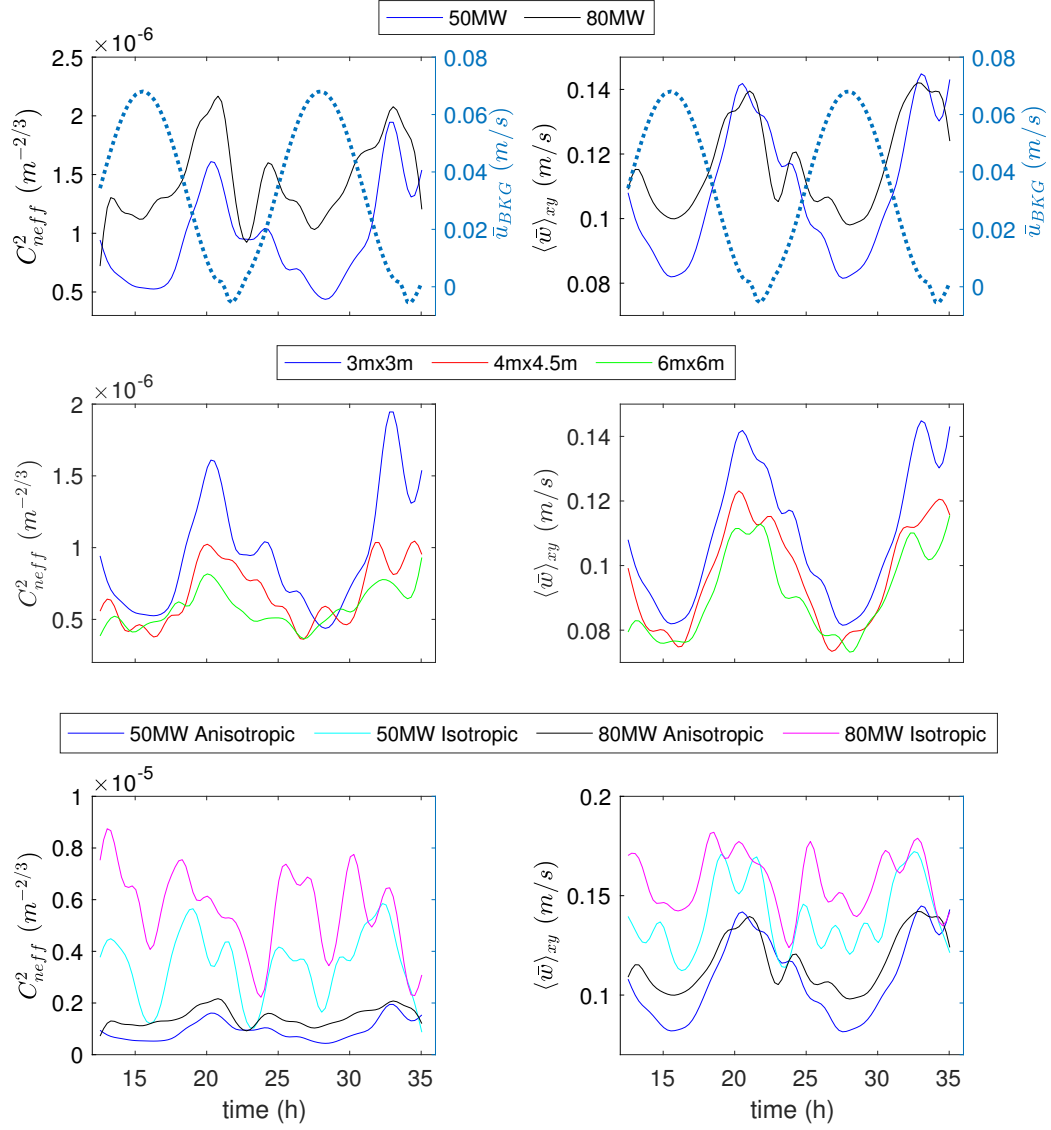 50MW 80MW
×10⁻⁶
2.5
2
1.5
1
0.5
C²neff (m⁻²/³)
0.08
0.06
0.04
0.02
0
ūBKG (m/s)
0.14
0.12
0.1
0.08
⟨w̄⟩xy (m/s)
0.08
0.06
0.04
0.02
0
ūBKG (m/s)
3mx3m 4mx4.5m 6mx6m
×10⁻⁶
2
1.5
1
0.5
C²neff (m⁻²/³)
0.14
0.12
0.1
0.08
⟨w̄⟩xy (m/s)
50MW Anisotropic 50MW Isotropic 80MW Anisotropic 80MW Isotropic
×10⁻⁵
1
0.8
0.6
0.4
0.2
0
C²neff (m⁻²/³)
15 20 25 30 35
time (h)
0.2
0.15
0.1
⟨w̄⟩xy (m/s)
15 20 25 30 35
time (h)